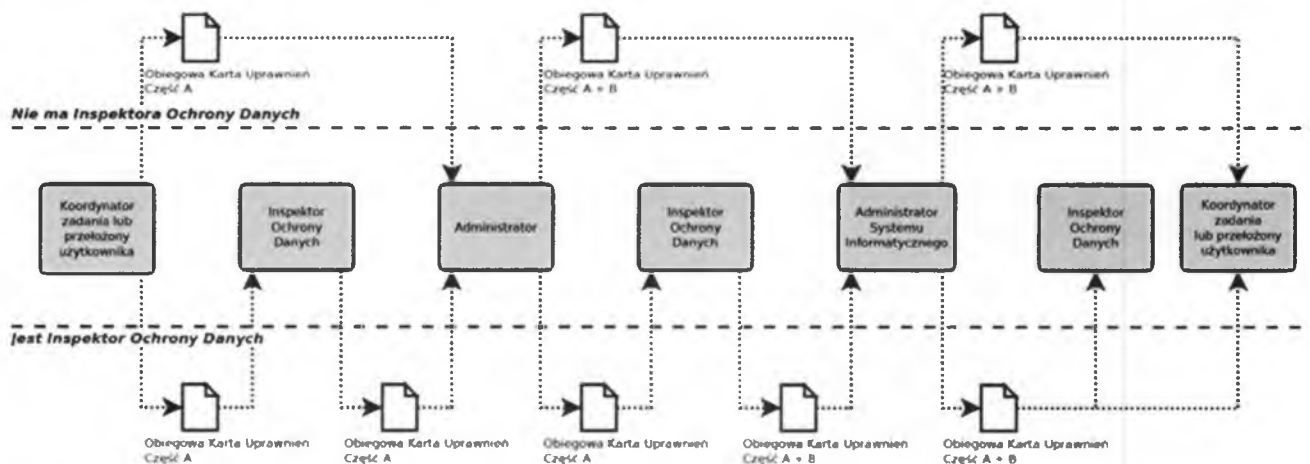 Obiegowa Karta Uprawnień
Część A
Obiegowa Karta Uprawnień
Część A + B
Obiegowa Karta Uprawnień
Część A + B
Nie ma Inspektora Ochrony Danych
Koordynator
zadania lub
przełożony
użytkownika
Inspektor
Ochrony
Danych
Administrator
Inspektor
Ochrony
Danych
Administrator
Systemu
Informatycznego
Inspektor
Ochrony
Danych
Koordynator
zadania
lub przełożony
użytkownika
Jest Inspektor Ochrony Danych
Obiegowa Karta Uprawnień
Część A
Obiegowa Karta Uprawnień
Część A
Obiegowa Karta Uprawnień
Część A
Obiegowa Karta Uprawnień
Część A + B
Obiegowa Karta Uprawnień
Część A + B